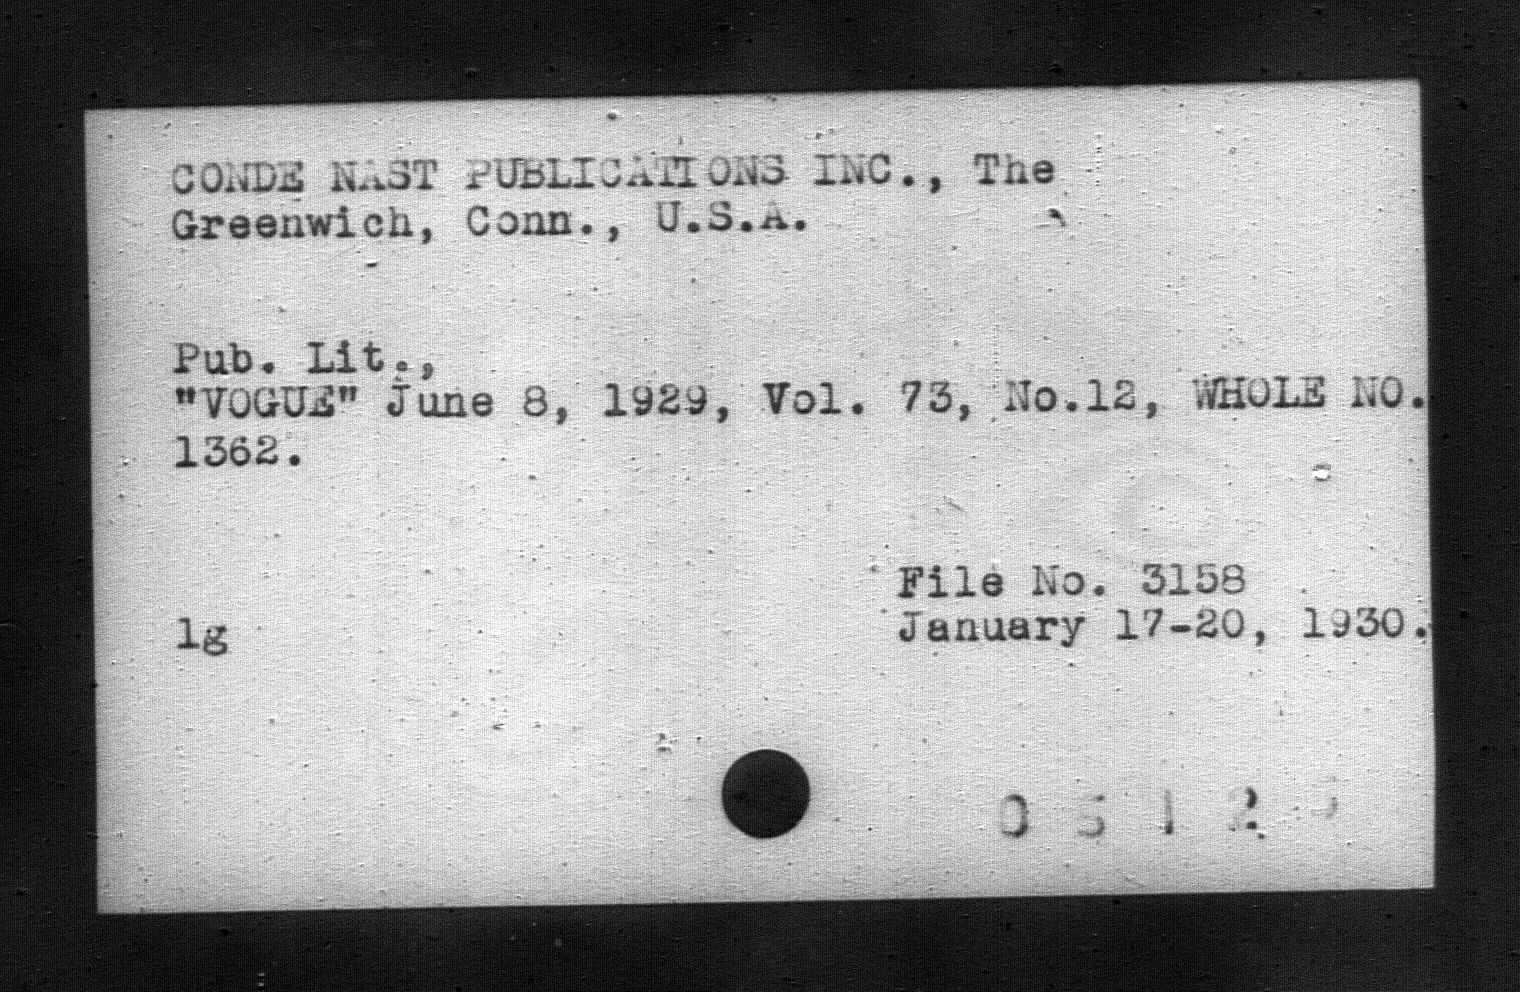 CONDE NAST PUBLICATIONS INC., The
Greenwich, Conn., U.S.A.
Pub. Lit.,
"VOGUE" June 8, 1929, Vol. 73, No.12, WHOLE NO.
1362.
File No. 3158
lg January 17-20, 1930.